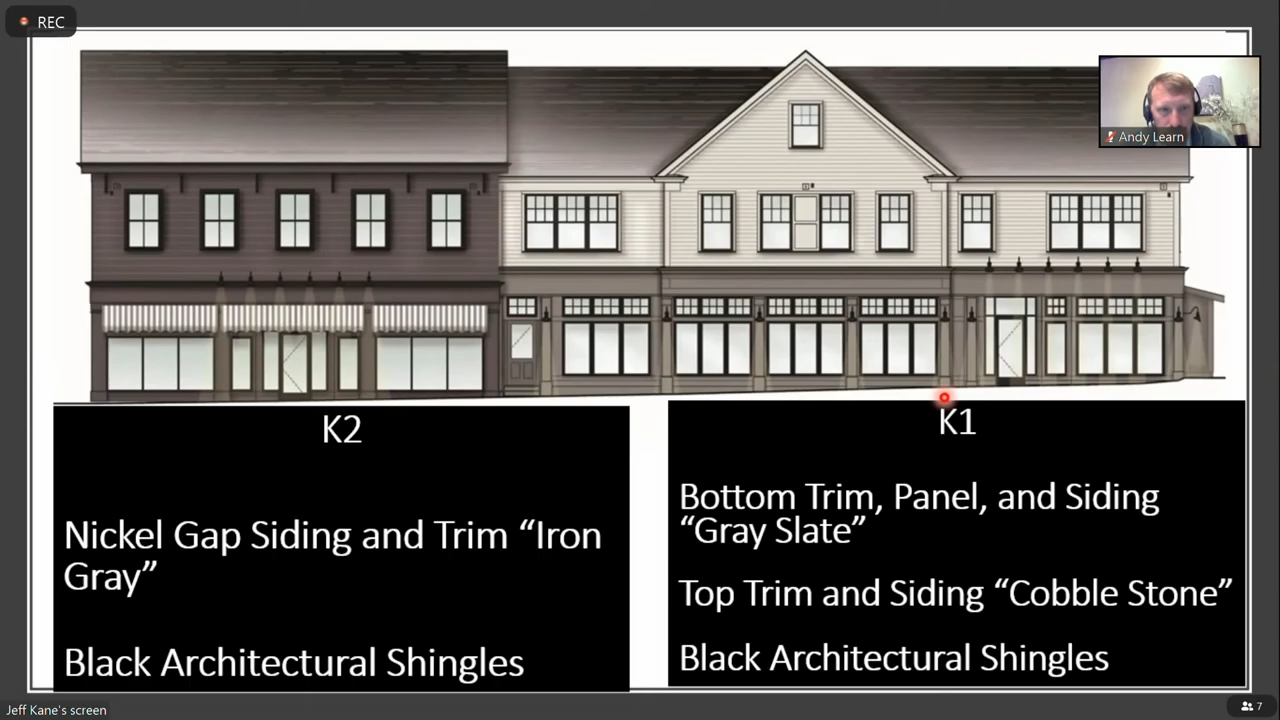 REC
Andy Learn
K2
Nickel Gap Siding and Trim “Iron
Gray”
Black Architectural Shingles
K1
Bottom Trim, Panel, and Siding
“Gray Slate”
Top Trim and Siding “Cobble Stone”
Black Architectural Shingles
Jeff Kane's screen
7